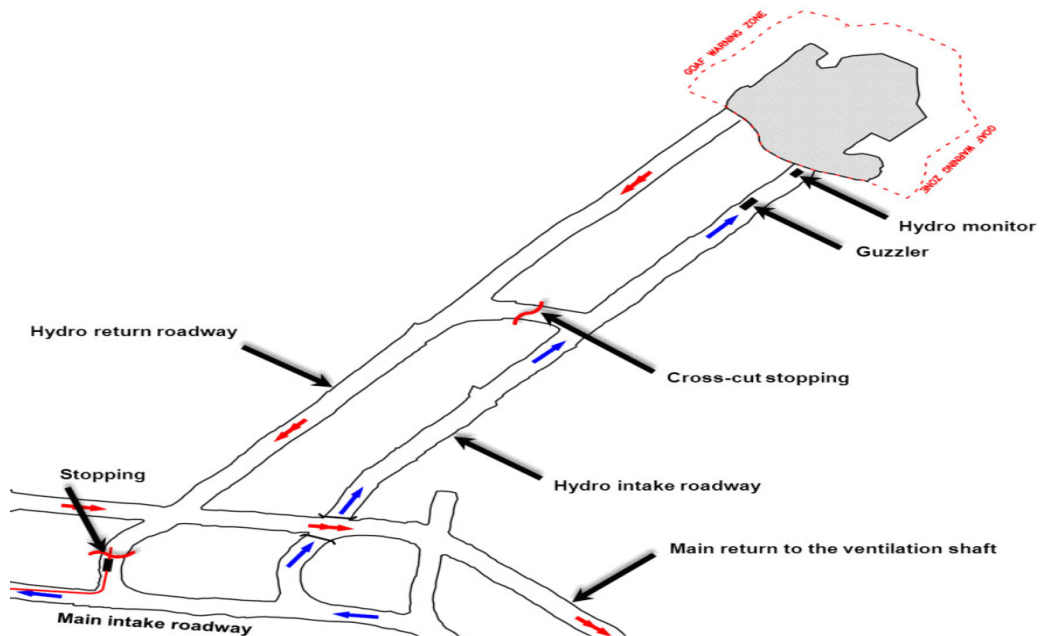 GOAF WARNING ZONE
GOAF WARNING ZONE
Hydro monitor
Guzzler
Hydro return roadway
Cross-cut stopping
Stopping
Hydro intake roadway
Main return to the ventilation shaft
Main intake roadway